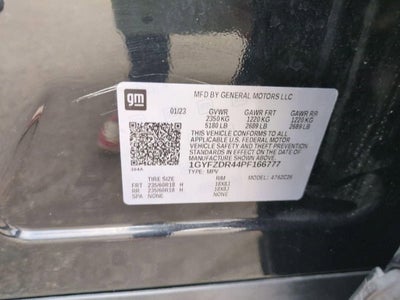 gm
MFD BY GENERAL MOTORS LLC
01/23 GVWR GAWR FRT GAWR RR
2350 KG 1220 KG 1220 KG
5180 LB 2689 LB 2689 LB
THIS VEHICLE CONFORMS TO ALL
APPLICABLE U.S. FEDERAL MOTOR
VEHICLE SAFETY AND THEFT PREVENTION
STANDARDS IN EFFECT ON THE DATE OF
MANUFACTURE SHOWN ABOVE.
1GYFZDR44PF166777
TYPE: MPV MODEL:
TIRE SIZE RIM
FRT 235/60R18 H 18X8J
RR 235/60R18 H 18X8J
SPA NONE NONE